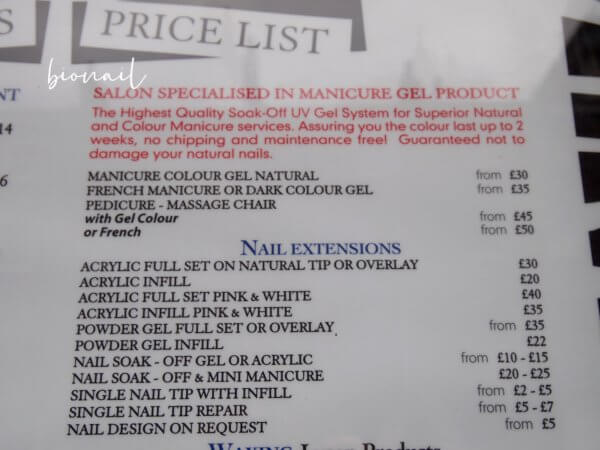 S
PRICE LIST
bionail
NT
14
6
SALON SPECIALISED IN MANICURE GEL PRODUCT
The Highest Quality Soak-Off UV Gel System for Superior Natural
and Colour Manicure services. Assuring you the colour last up to 2
weeks, no chipping and maintenance free! Guaranteed not to
damage your natural nails.
MANICURE COLOUR GEL NATURAL from £30
FRENCH MANICURE OR DARK COLOUR GEL from £35
PEDICURE - MASSAGE CHAIR
with Gel Colour from £45
or French from £50
NAIL EXTENSIONS
ACRYLIC FULL SET ON NATURAL TIP OR OVERLAY £30
ACRYLIC INFILL £20
ACRYLIC FULL SET PINK & WHITE £40
ACRYLIC INFILL PINK & WHITE £35
POWDER GEL FULL SET OR OVERLAY from £35
POWDER GEL INFILL £22
NAIL SOAK - OFF GEL OR ACRYLIC from £10 - £15
NAIL SOAK - OFF & MINI MANICURE £20 - £25
SINGLE NAIL TIP WITH INFILL from £2 - £5
SINGLE NAIL TIP REPAIR from £5 - £7
NAIL DESIGN ON REQUEST from £5